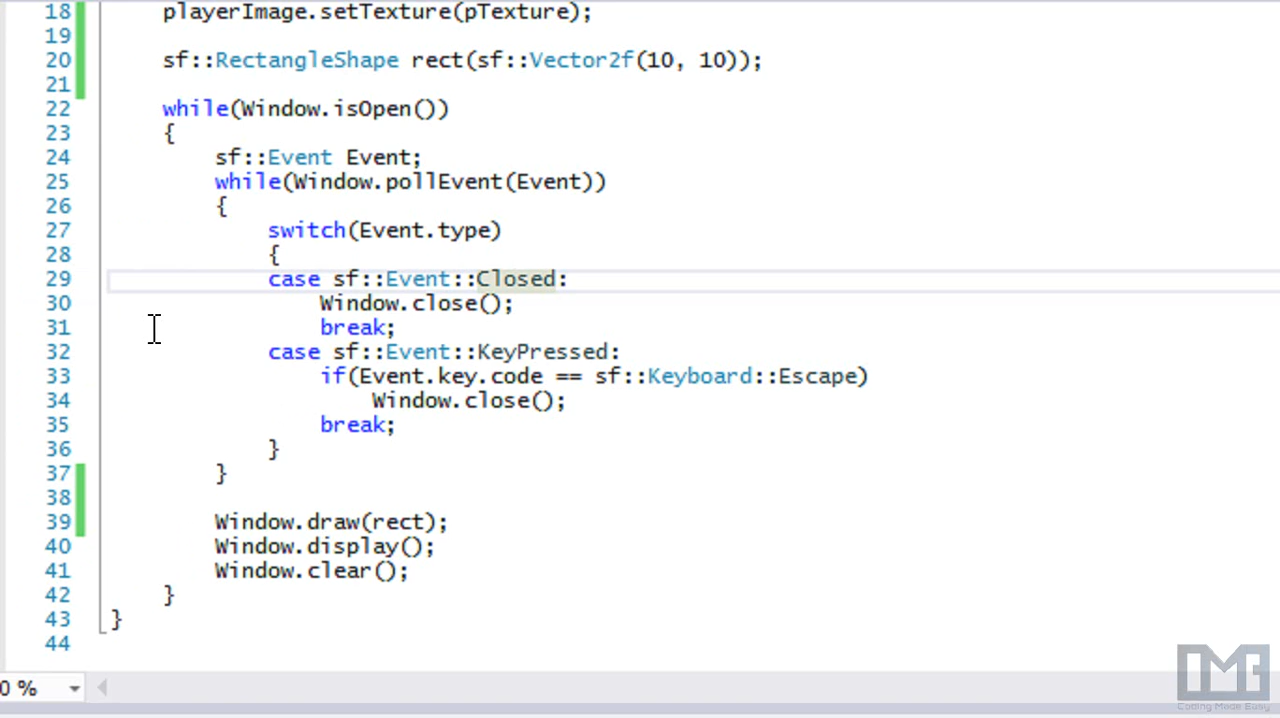 18 playerImage.setTexture(pTexture);
19
20 sf::RectangleShape rect(sf::Vector2f(10, 10));
21
22 while(Window.isOpen())
23 {
24 sf::Event Event;
25 while(Window.pollEvent(Event))
26 {
27 switch(Event.type)
28 {
29 case sf::Event::Closed:
30 Window.close();
31 break;
32 case sf::Event::KeyPressed:
33 if(Event.key.code == sf::Keyboard::Escape)
34 Window.close();
35 break;
36 }
37 }
38
39 Window.draw(rect);
40 Window.display();
41 Window.clear();
42 }
43 }
44
0 %
CME
Coding Made Easy